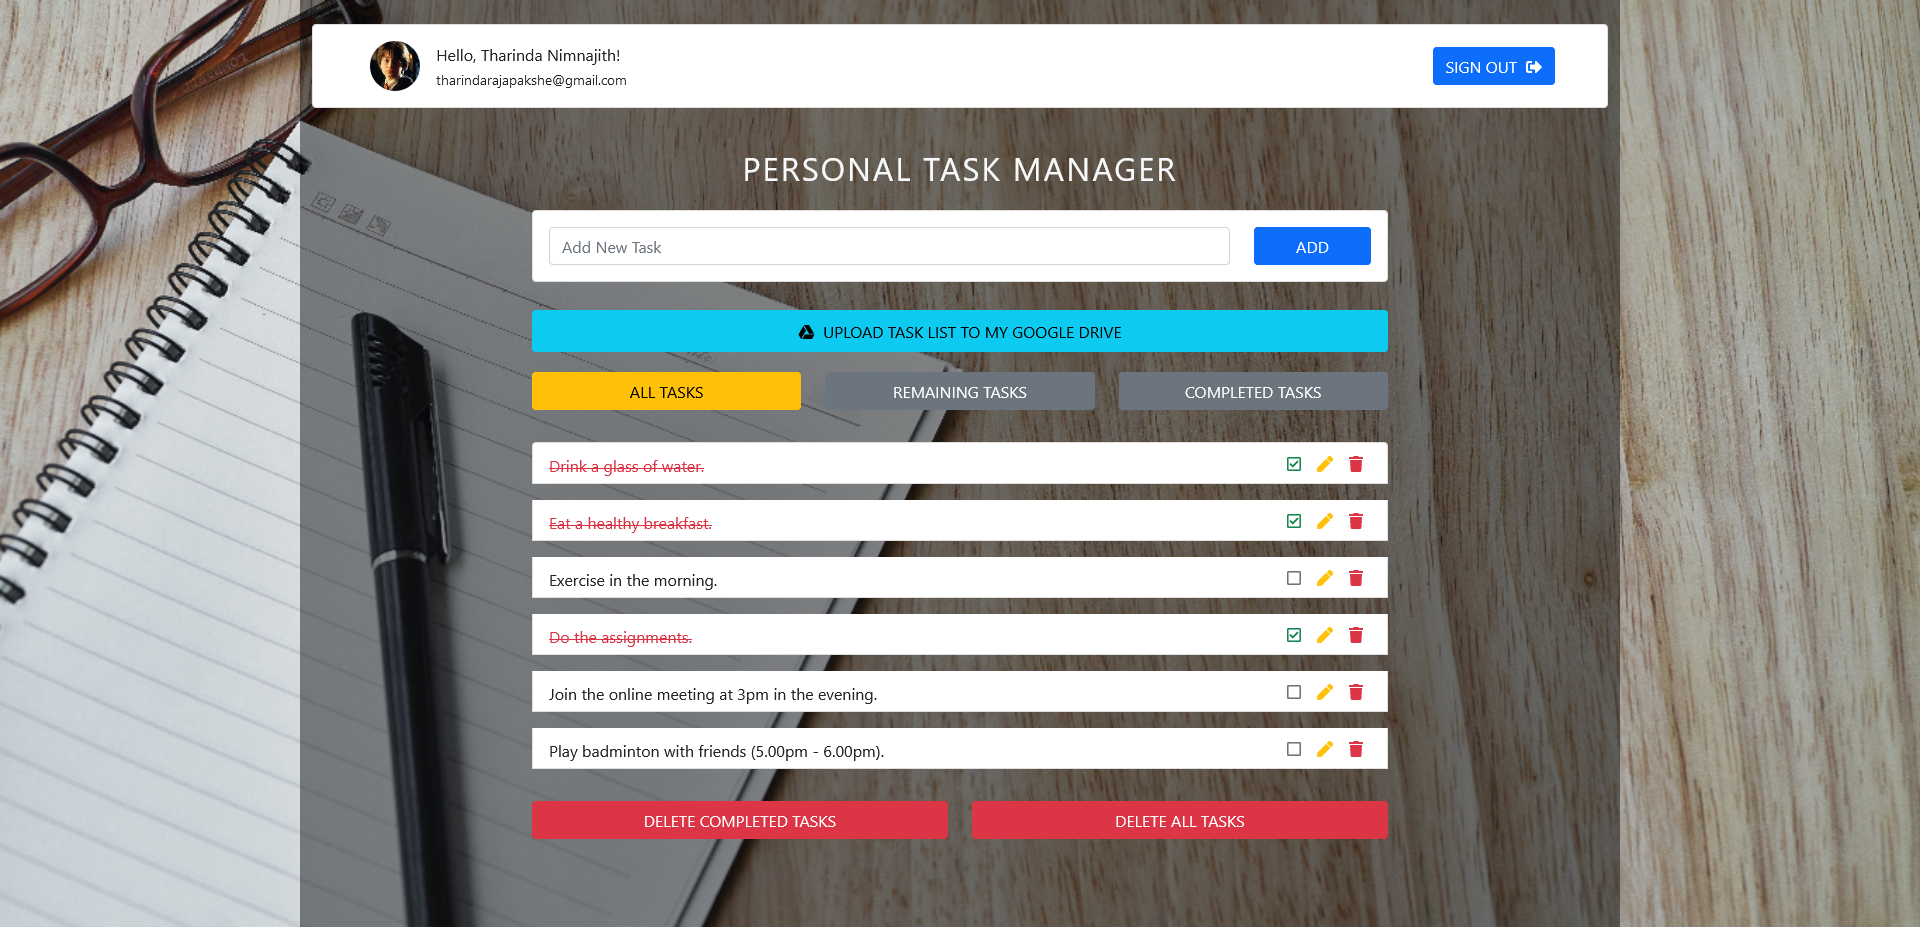 Hello, Tharinda Nimnajith!
tharindarajapakshe@gmail.com
SIGN OUT
PERSONAL TASK MANAGER
Add New Task
ADD
UPLOAD TASK LIST TO MY GOOGLE DRIVE
ALL TASKS
REMAINING TASKS
COMPLETED TASKS
Drink a glass of water.
Eat a healthy breakfast.
Exercise in the morning.
Do the assignments.
Join the online meeting at 3pm in the evening.
Play badminton with friends (5.00pm - 6.00pm).
DELETE COMPLETED TASKS
DELETE ALL TASKS